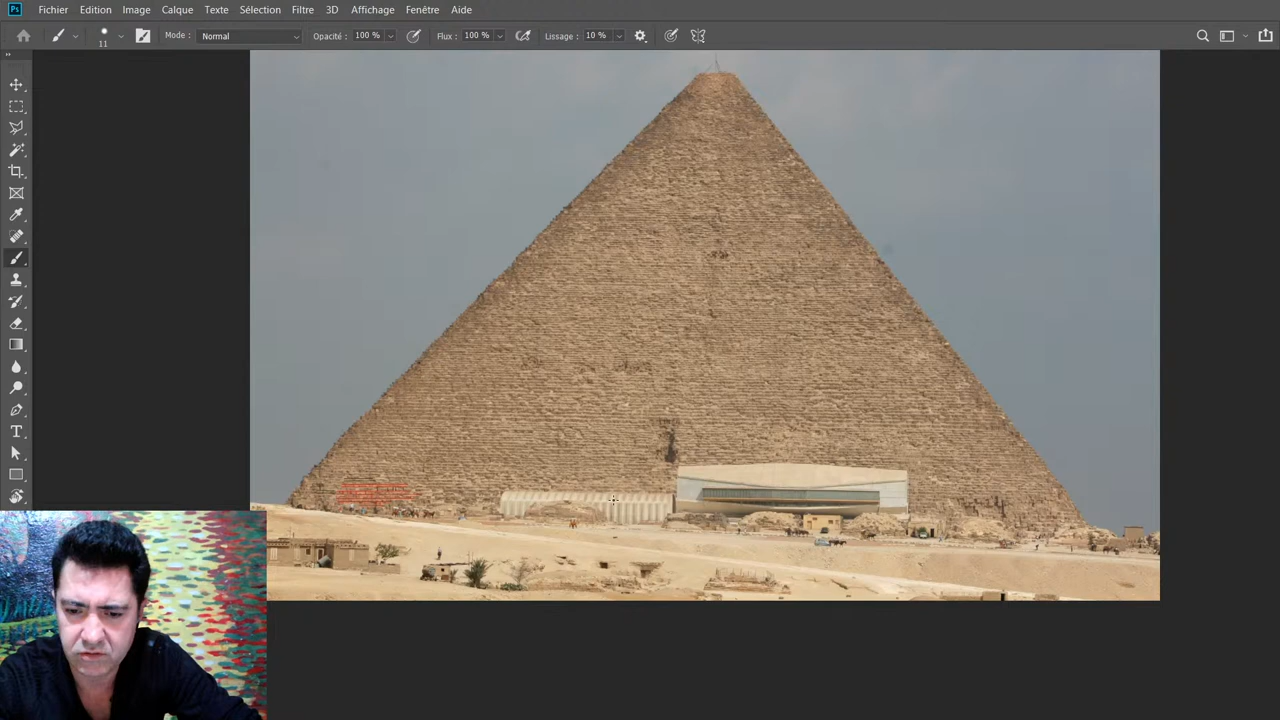 Ps Fichier Edition Image Calque Texte Sélection Filtre 3D Affichage Fenêtre Aide
11 Mode : Normal Opacité : 100 % Flux : 100 % Lissage : 10 %